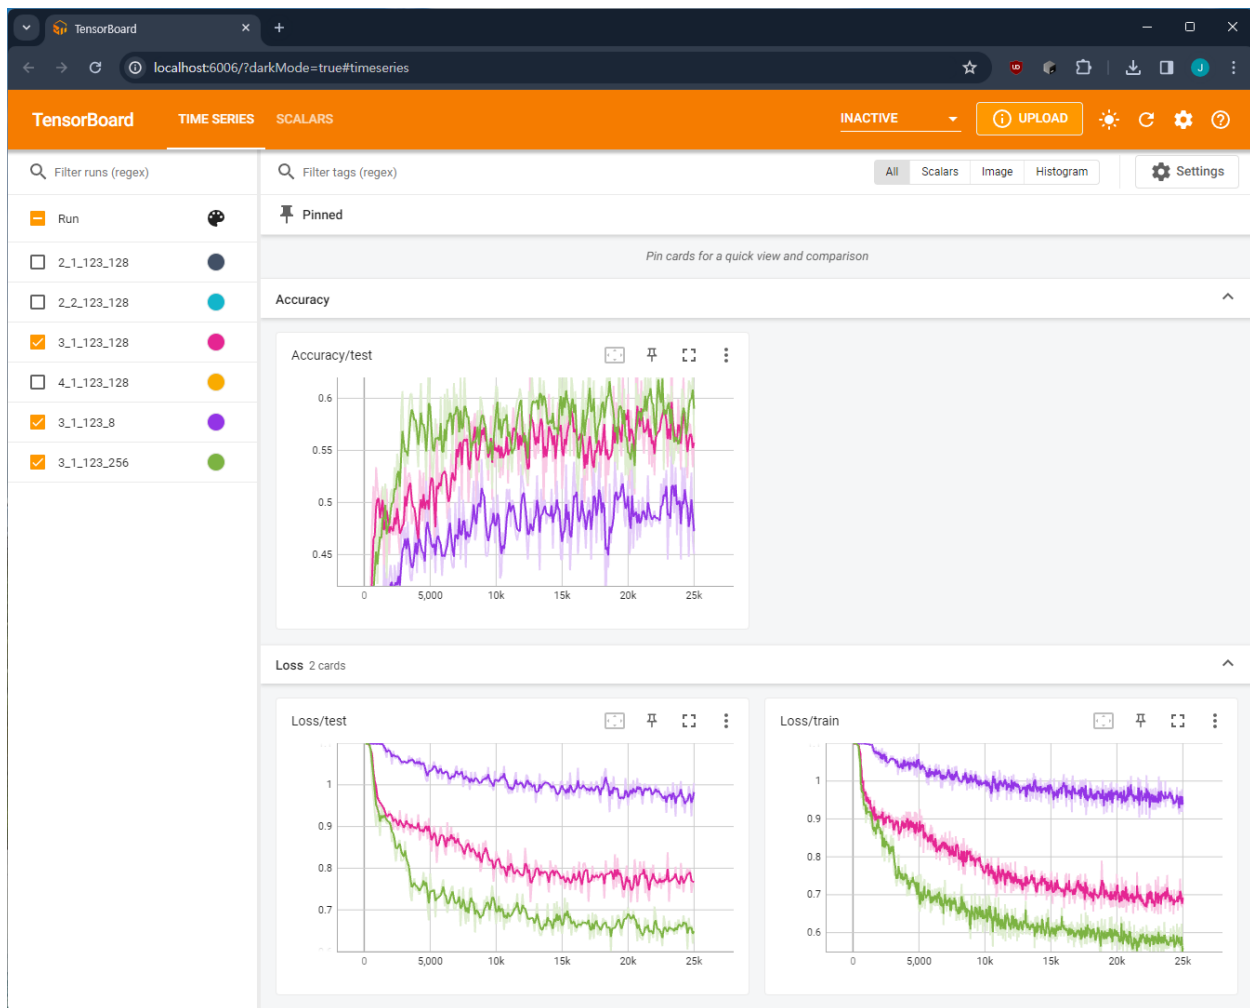 TensorBoard
localhost:6006/?darkMode=true#timeseries
J
TensorBoard
TIME SERIES
SCALARS
INACTIVE
UPLOAD
Filter runs (regex)
Filter tags (regex)
All
Scalars
Image
Histogram
Settings
Run
Pinned
2_1_123_128
Pin cards for a quick view and comparison
2_2_123_128
Accuracy
3_1_123_128
4_1_123_128
3_1_123_8
3_1_123_256
Accuracy/test
0.6
0.55
0.5
0.45
0 5,000 10k 15k 20k 25k
Loss 2 cards
Loss/test
1
0.9
0.8
0.7
0 5,000 10k 15k 20k 25k
Loss/train
1
0.9
0.8
0.7
0.6
0 5,000 10k 15k 20k 25k